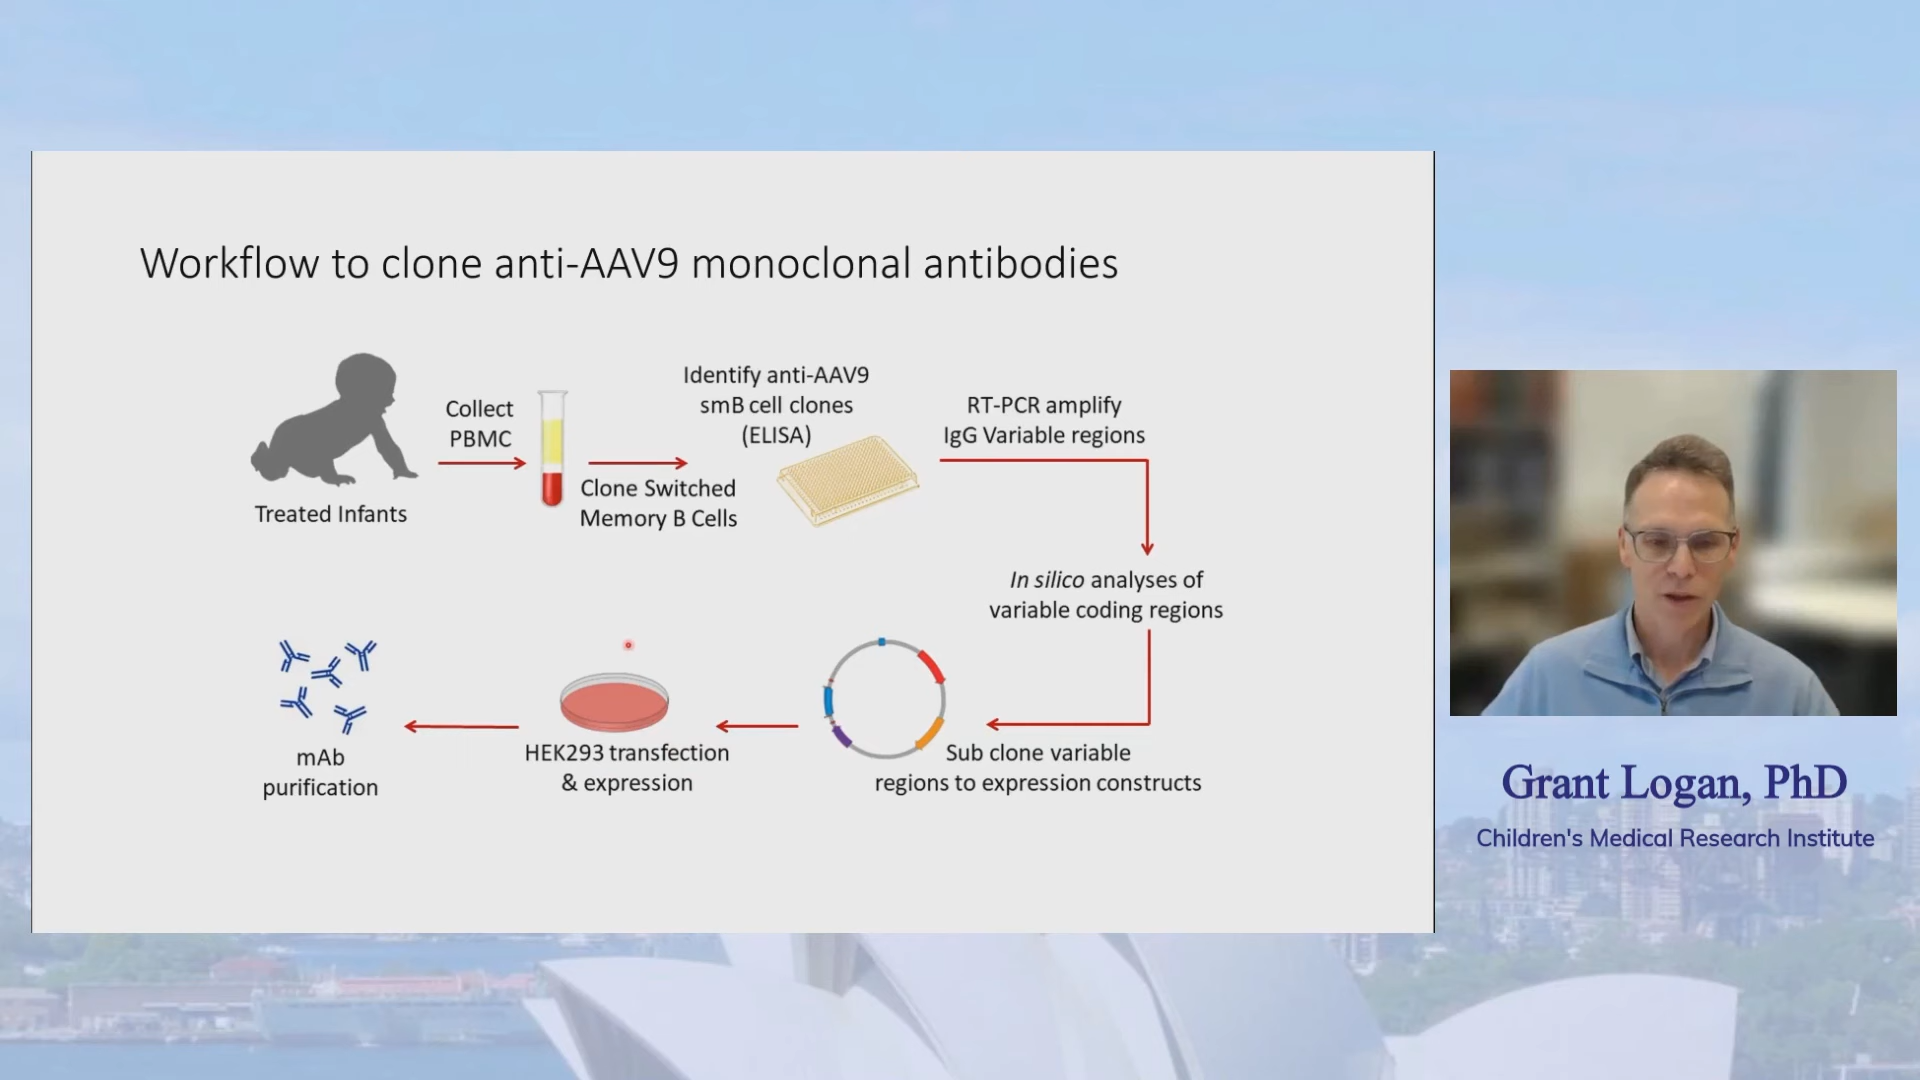 Workflow to clone anti-AAV9 monoclonal antibodies
Collect
PBMC
Treated Infants
Clone Switched
Memory B Cells
Identify anti-AAV9
smB cell clones
(ELISA)
RT-PCR amplify
IgG Variable regions
In silico analyses of
variable coding regions
Sub clone variable
regions to expression constructs
HEK293 transfection
& expression
mAb
purification
Grant Logan, PhD
Children's Medical Research Institute